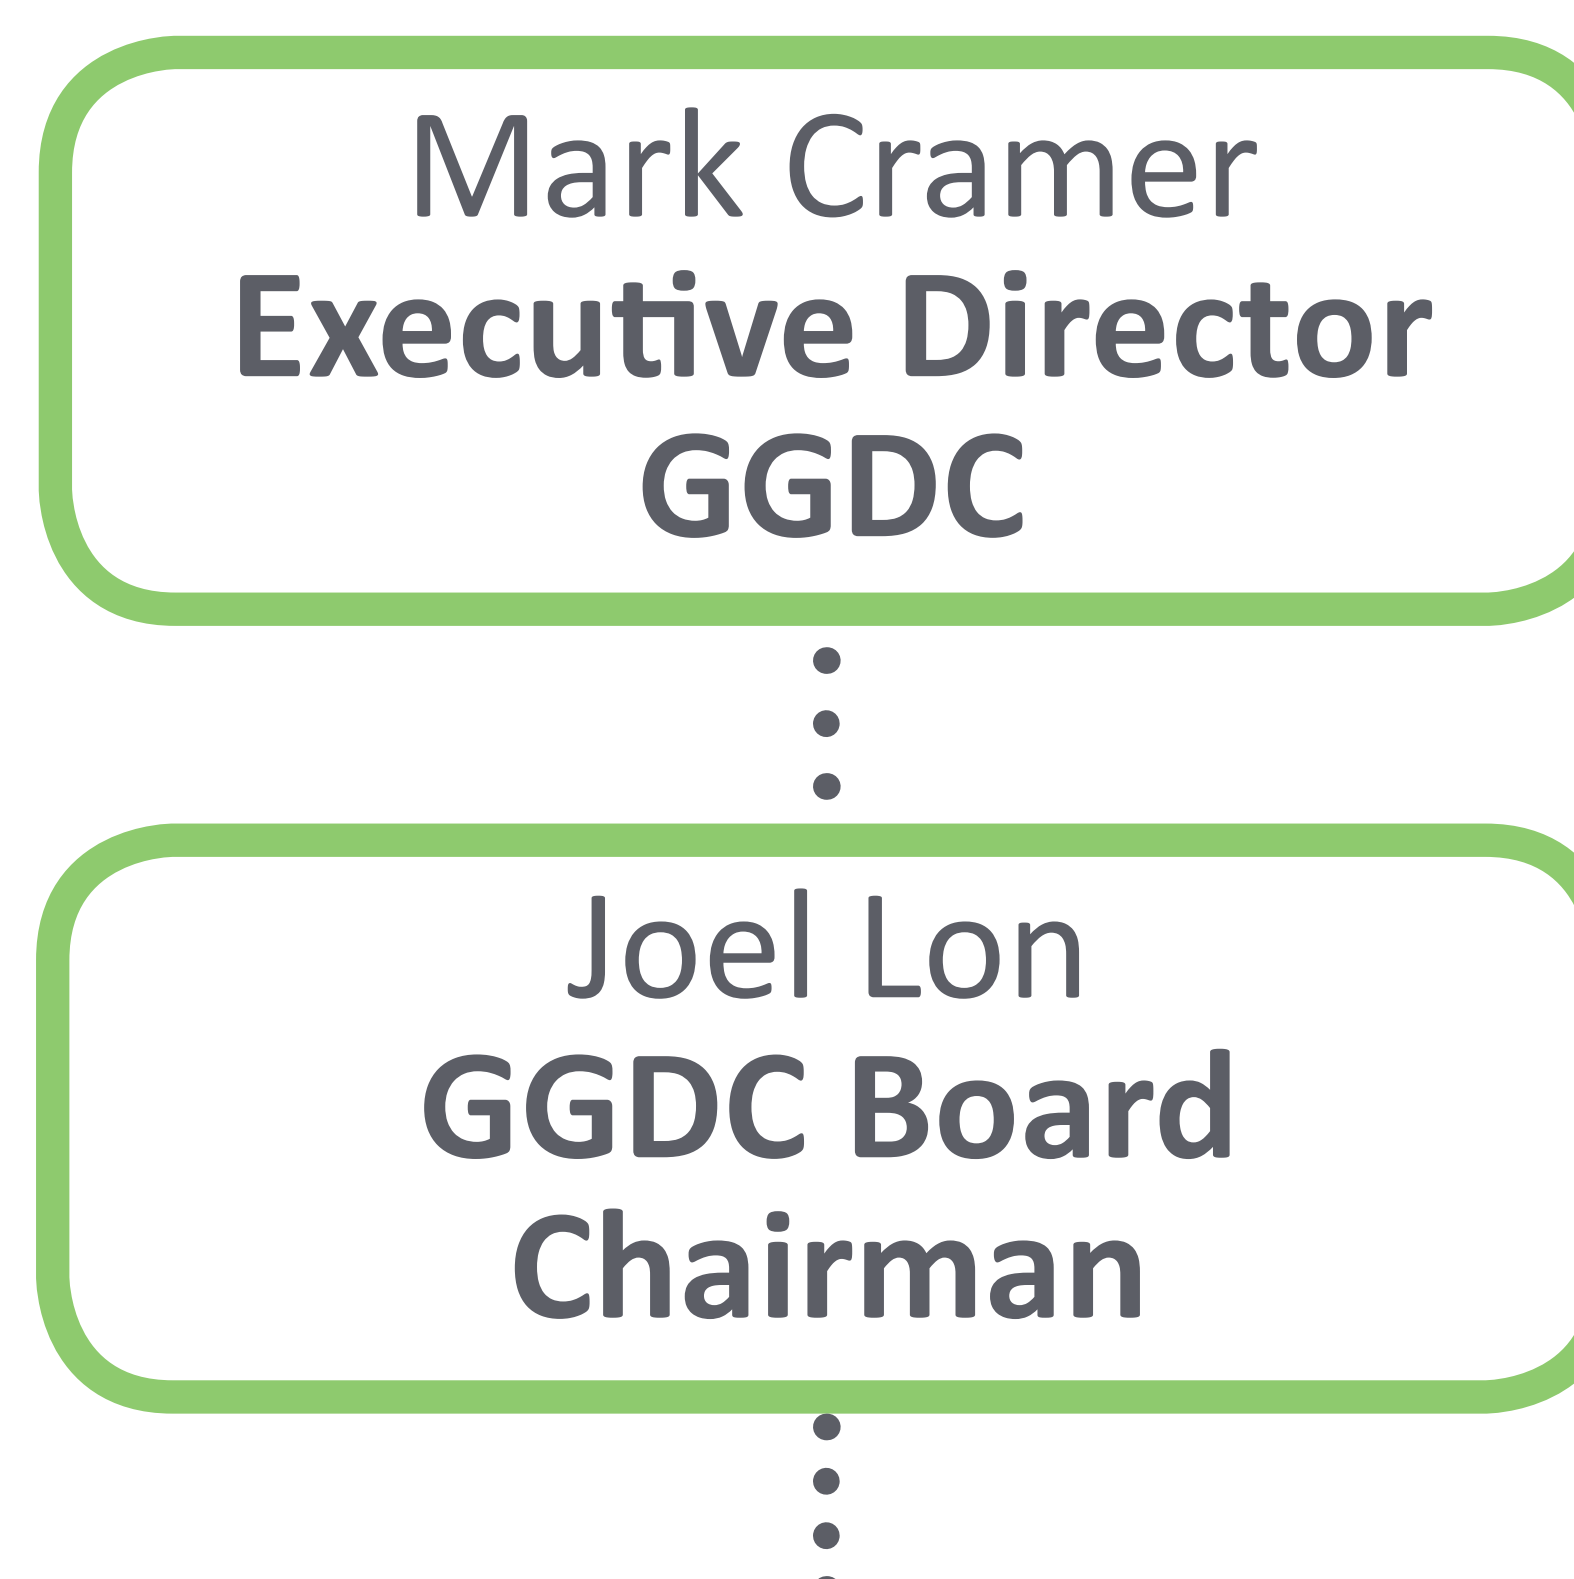 Mark Cramer
Executive Director
GGDC
Joel Lon
GGDC Board
Chairman